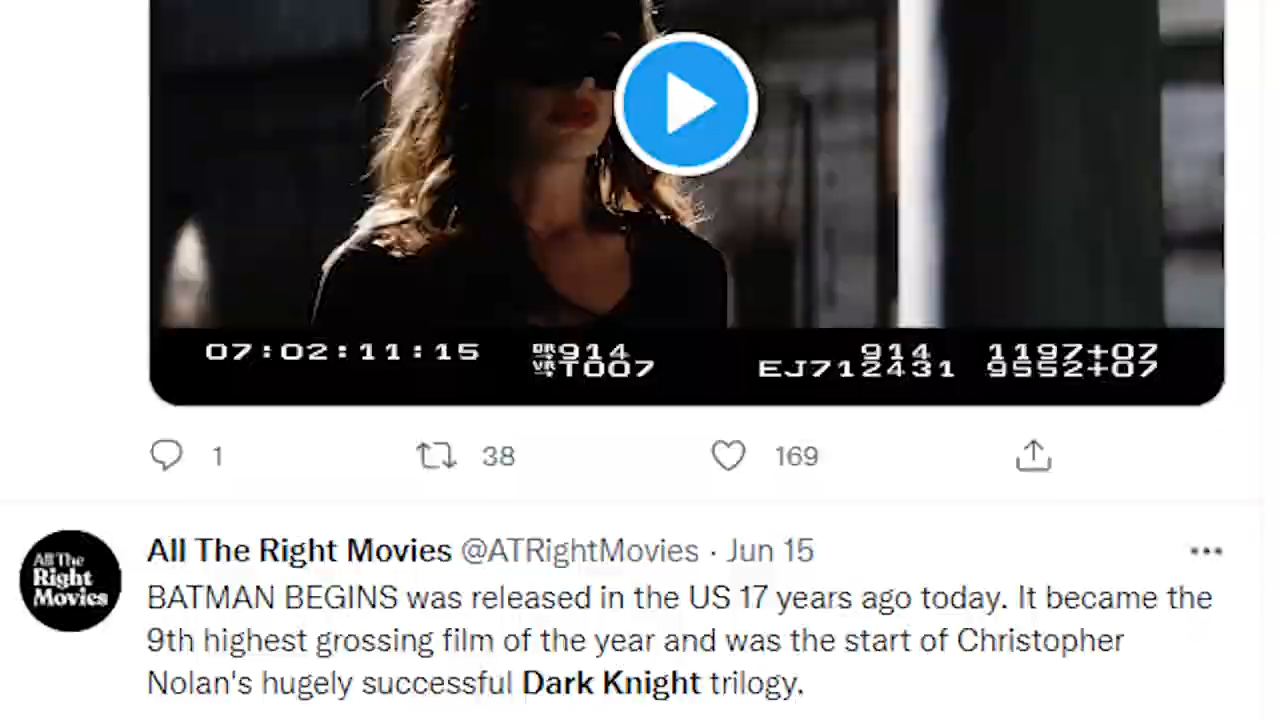 07:02:11:15
DR 914
VR T007
914 1197+07
EJ712431 9552+07
1 38 169
All The Right Movies @ATRightMovies · Jun 15
All The
Right
Movies
BATMAN BEGINS was released in the US 17 years ago today. It became the
9th highest grossing film of the year and was the start of Christopher
Nolan's hugely successful Dark Knight trilogy.